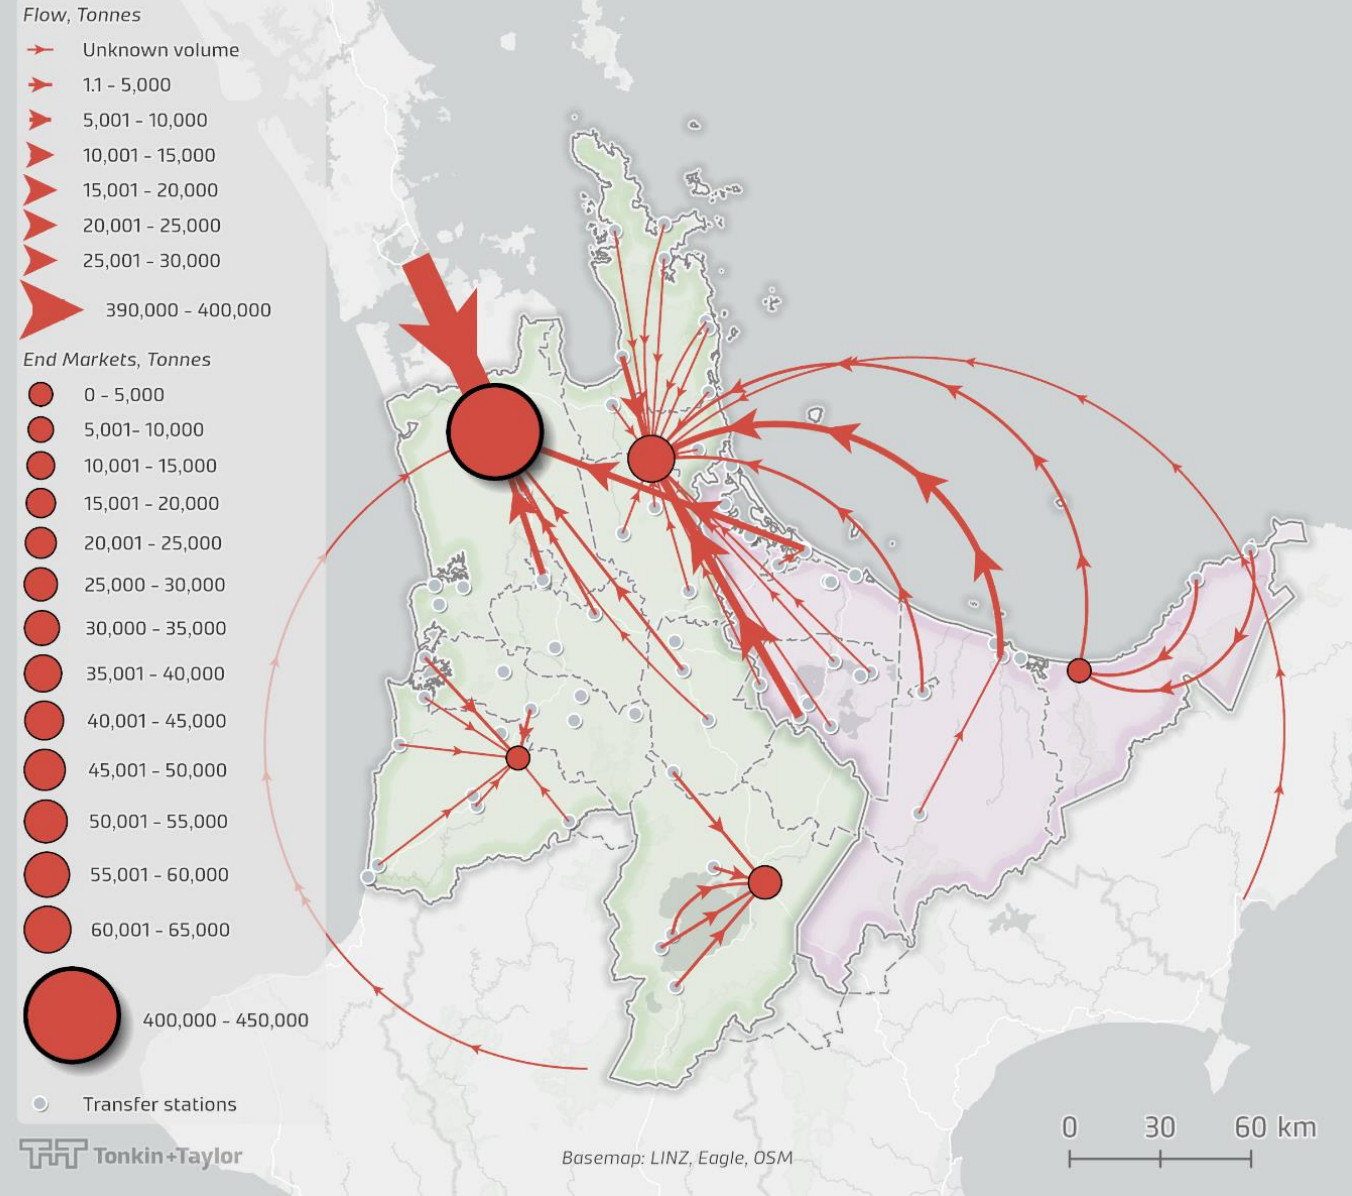 Flow, Tonnes
Unknown volume
1.1 - 5,000
5,001 - 10,000
10,001 - 15,000
15,001 - 20,000
20,001 - 25,000
25,001 - 30,000
390,000 - 400,000
End Markets, Tonnes
0 - 5,000
5,001- 10,000
10,001 - 15,000
15,001 - 20,000
20,001 - 25,000
25,000 - 30,000
30,000 - 35,000
35,001 - 40,000
40,001 - 45,000
45,001 - 50,000
50,001 - 55,000
55,001 - 60,000
60,001 - 65,000
400,000 - 450,000
Transfer stations
T+T Tonkin+Taylor
Basemap: LINZ, Eagle, OSM
0 30 60 km